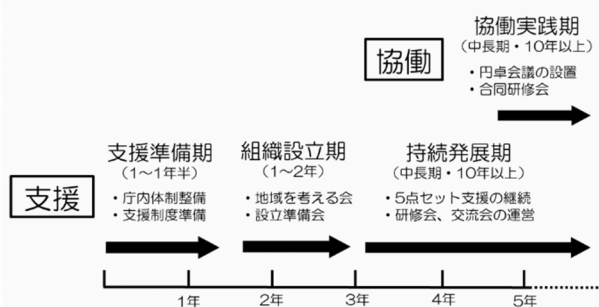 協働
協働実践期
(中長期・10年以上)
・円卓会議の設置
・合同研修会
支援
支援準備期
(1～1年半)
・庁内体制整備
・支援制度準備
組織設立期
(1～2年)
・地域を考える会
・設立準備会
持続発展期
(中長期・10年以上)
・5点セット支援の継続
・研修会、交流会の運営
1年
2年
3年
4年
5年